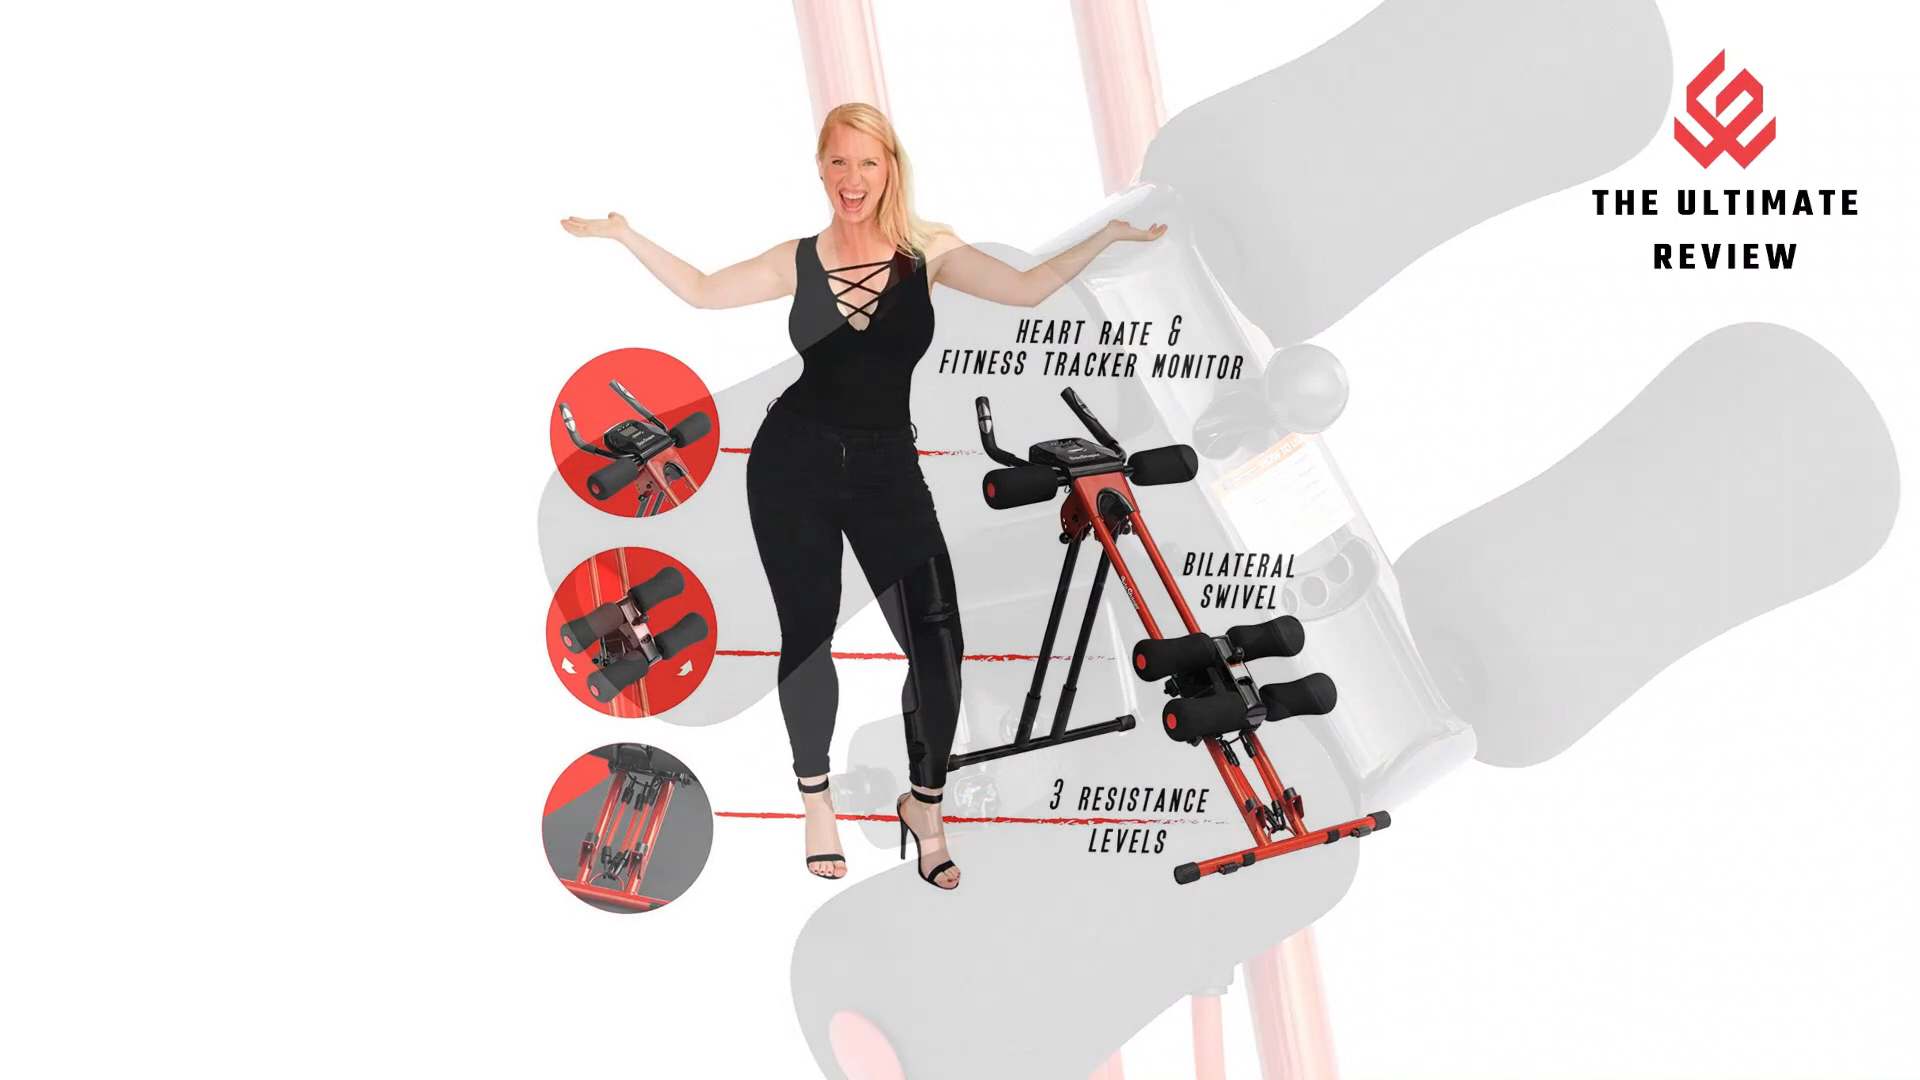 THE ULTIMATE
REVIEW
HEART RATE &
FITNESS TRACKER MONITOR
BILATERAL
SWIVEL
3 RESISTANCE
LEVELS